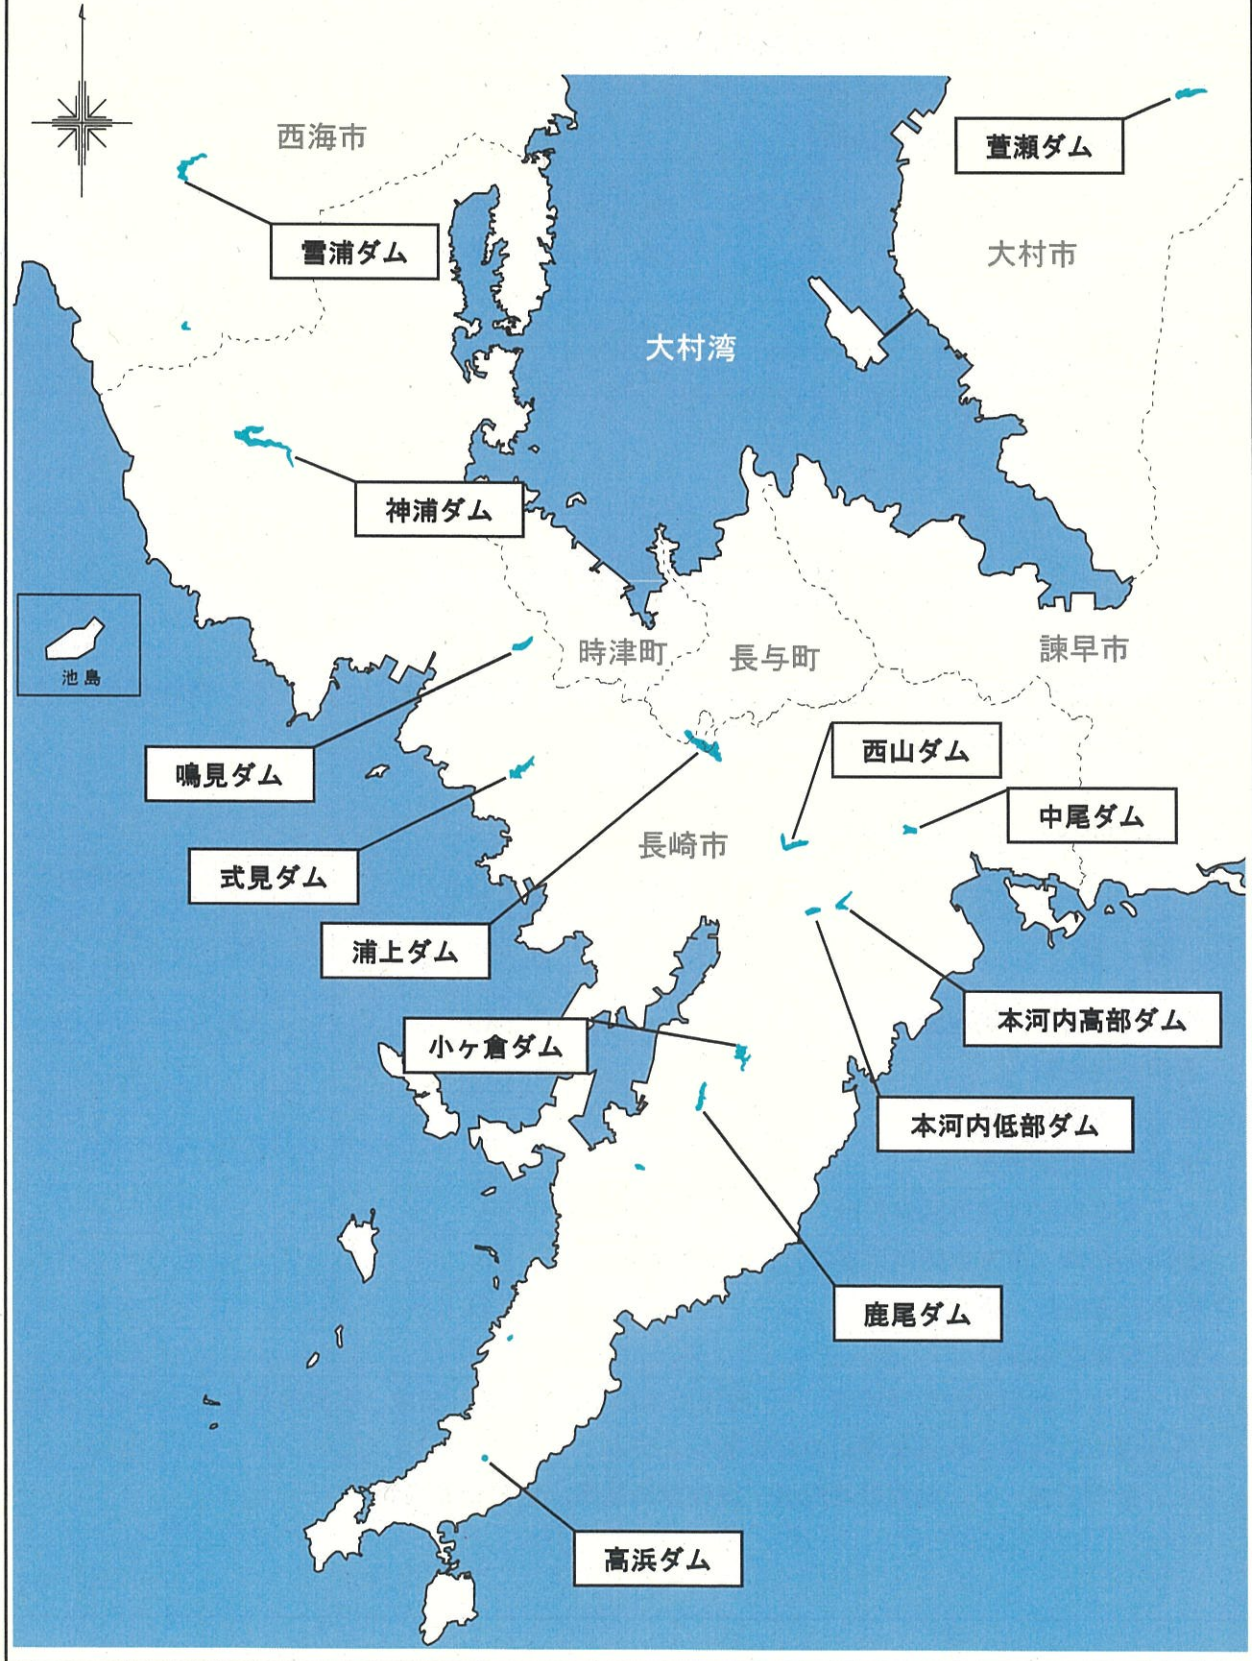 西海市
萱瀬ダム
雪浦ダム
大村市
大村湾
神浦ダム
池島
時津町
長与町
諫早市
鳴見ダム
西山ダム
中尾ダム
長崎市
式見ダム
浦上ダム
本河内高部ダム
小ヶ倉ダム
本河内低部ダム
鹿尾ダム
高浜ダム